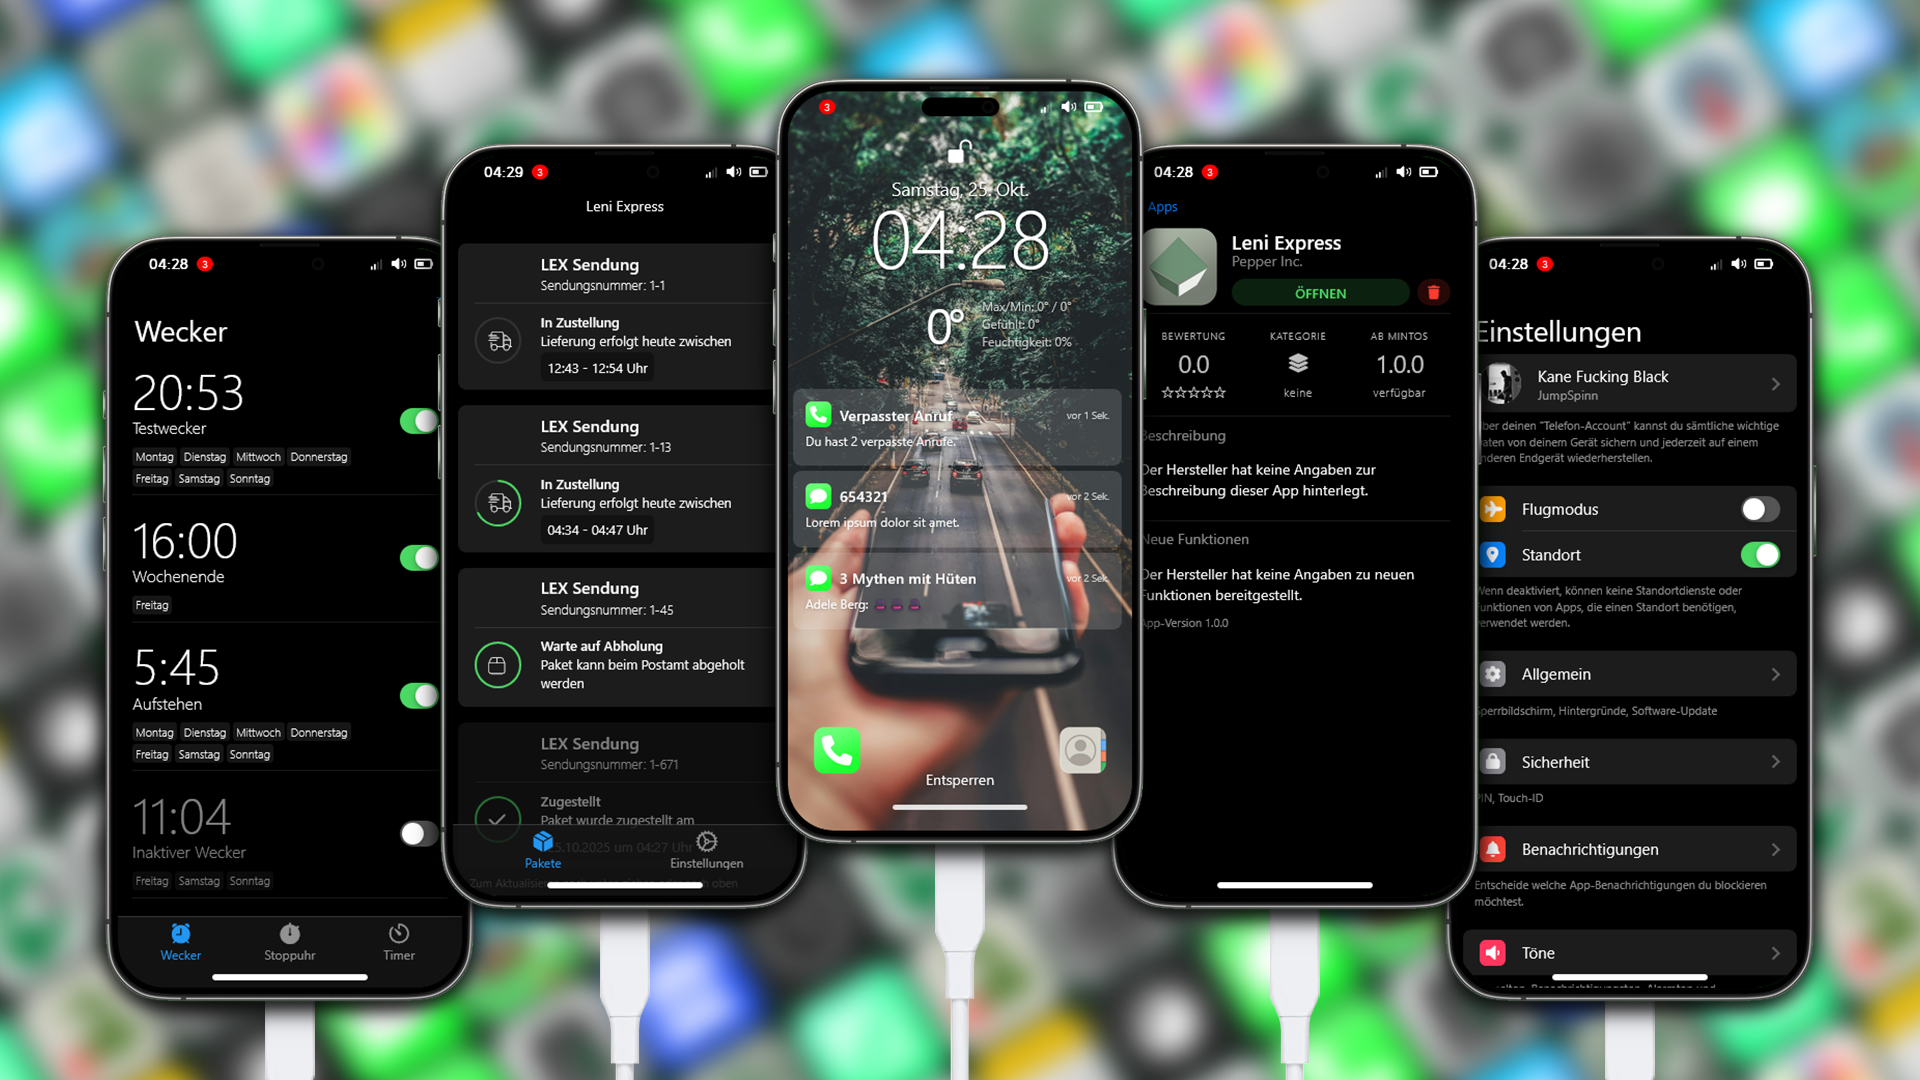 04:28 3
Wecker
20:53
Testwecker
Montag Dienstag Mittwoch Donnerstag
Freitag Samstag Sonntag
16:00
Wochenende
Freitag
5:45
Aufstehen
Montag Dienstag Mittwoch Donnerstag
Freitag Samstag Sonntag
11:04
Inaktiver Wecker
Freitag Samstag Sonntag
Wecker Stoppuhr Timer
04:29 3
Leni Express
LEX Sendung
Sendungsnummer: 1-1
In Zustellung
Lieferung erfolgt heute zwischen
12:43 - 12:54 Uhr
LEX Sendung
Sendungsnummer: 1-13
In Zustellung
Lieferung erfolgt heute zwischen
04:34 - 04:47 Uhr
LEX Sendung
Sendungsnummer: 1-45
Warte auf Abholung
Paket kann beim Postamt abgeholt
werden
LEX Sendung
Sendungsnummer: 1-671
Zugestellt
Paket wurde zugestellt am
.10.2025 um 04:27 Uhr
Pakete Einstellungen
3
Samstag, 25. Okt.
04:28
0°
Max/Min: 0° / 0°
Gefühlt: 0°
Feuchtigkeit: 0%
Verpasster Anruf vor 1 Sek.
Du hast 2 verpasste Anrufe.
654321 vor 2 Sek.
Lorem ipsum dolor sit amet.
3 Mythen mit Hüten vor 2 Sek.
Adele Berg:
Entsperren
04:28 3
Apps
Leni Express
Pepper Inc.
ÖFFNEN
BEWERTUNG KATEGORIE AB MINTOS
0.0 1.0.0
keine verfügbar
Beschreibung
Der Hersteller hat keine Angaben zur
Beschreibung dieser App hinterlegt.
Neue Funktionen
Der Hersteller hat keine Angaben zu neuen
Funktionen bereitgestellt.
App-Version 1.0.0
04:28 3
Einstellungen
Kane Fucking Black
JumpSpinn
Über deinen "Telefon-Account" kannst du sämtliche wichtige
Daten von deinem Gerät sichern und jederzeit auf einem
anderen Endgerät wiederherstellen.
Flugmodus
Standort
Wenn deaktiviert, können keine Standortdienste oder
Funktionen von Apps, die einen Standort benötigen,
verwendet werden.
Allgemein
Sperrbildschirm, Hintergründe, Software-Update
Sicherheit
PIN, Touch-ID
Benachrichtigungen
Entscheide welche App-Benachrichtigungen du blockieren
möchtest.
Töne